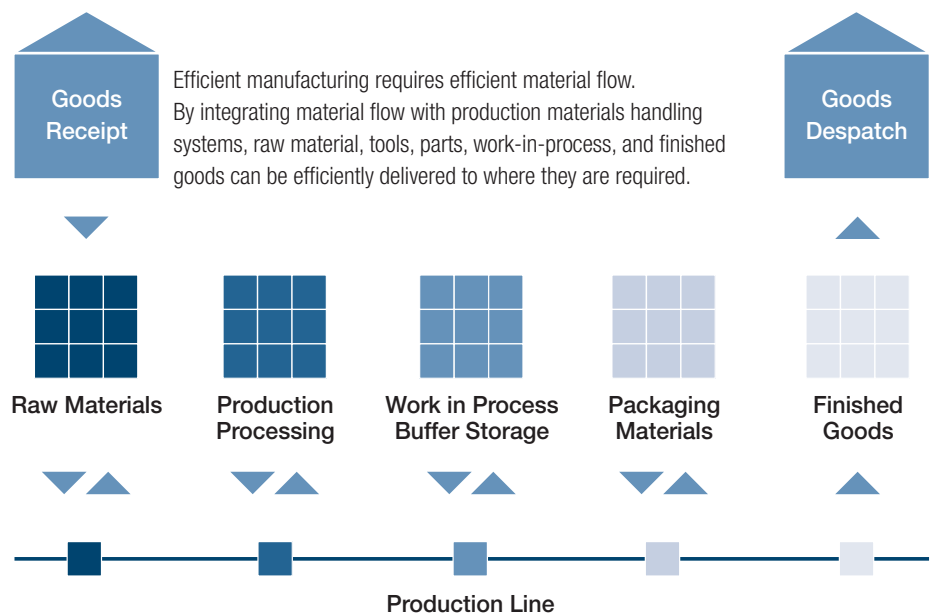 Goods
Receipt
Efficient manufacturing requires efficient material flow.
By integrating material flow with production materials handling
systems, raw material, tools, parts, work-in-process, and finished
goods can be efficiently delivered to where they are required.
Goods
Despatch
Raw Materials
Production
Processing
Work in Process
Buffer Storage
Packaging
Materials
Finished
Goods
Production Line